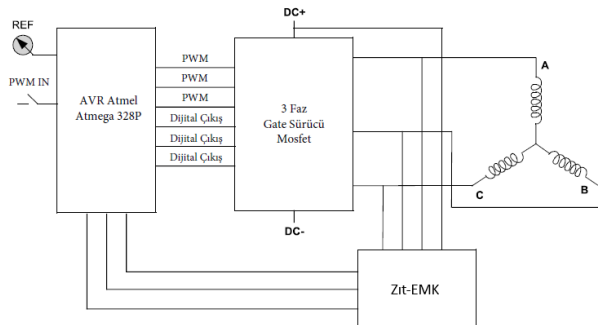 REF
PWM IN
AVR Atmel
Atmega 328P
PWM
PWM
PWM
Dijital Çıkış
Dijital Çıkış
Dijital Çıkış
DC+
3 Faz
Gate Sürücü
Mosfet
DC-
A
B
C
Zıt-EMK